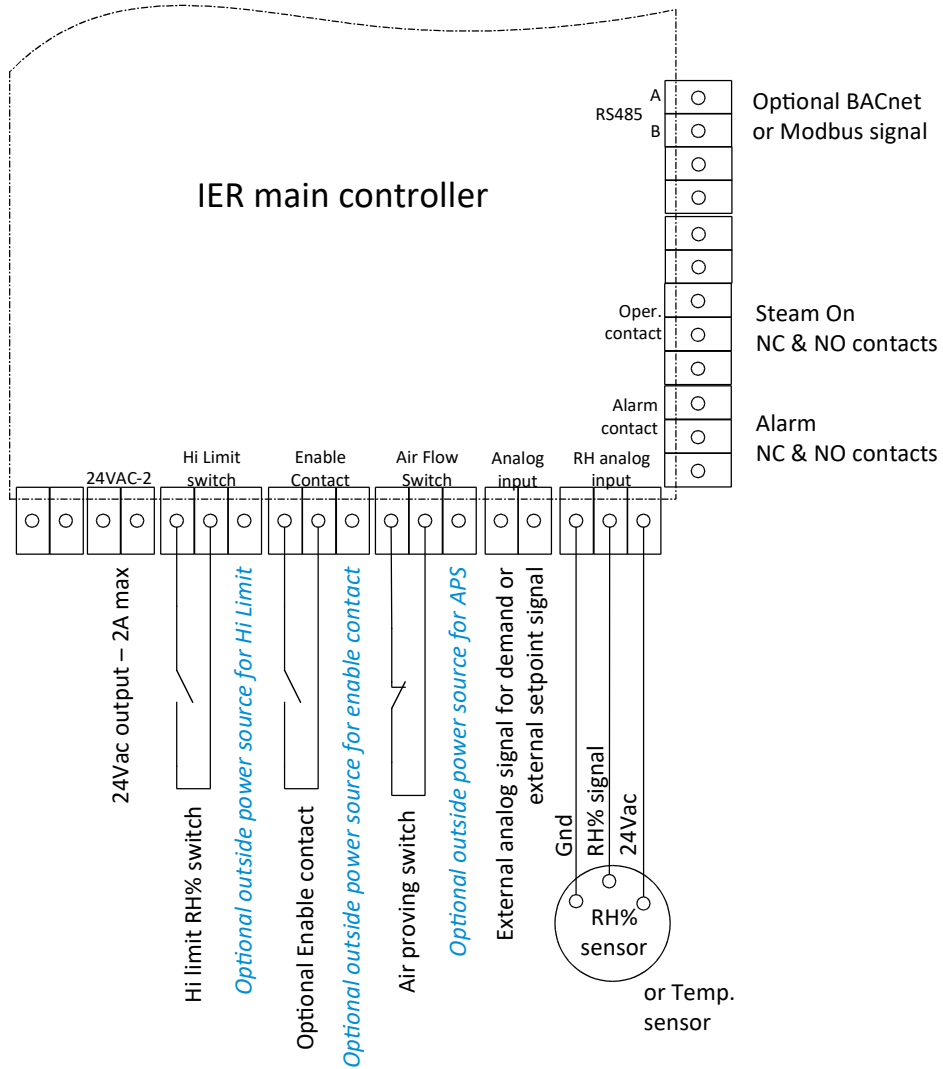 A
RS485
B
Optional BACnet
or Modbus signal
IER main controller
Oper.
contact
Steam On
NC & NO contacts
Alarm
contact
Alarm
NC & NO contacts
24VAC-2
Hi Limit
switch
Enable
Contact
Air Flow
Switch
Analog
input
RH analog
input
24Vac output – 2A max
Hi limit RH% switch
Optional outside power source for Hi Limit
Optional Enable contact
Optional outside power source for enable contact
Air proving switch
Optional outside power source for APS
External analog signal for demand or
external setpoint signal
Gnd
RH% signal
24Vac
RH%
sensor
or Temp.
sensor